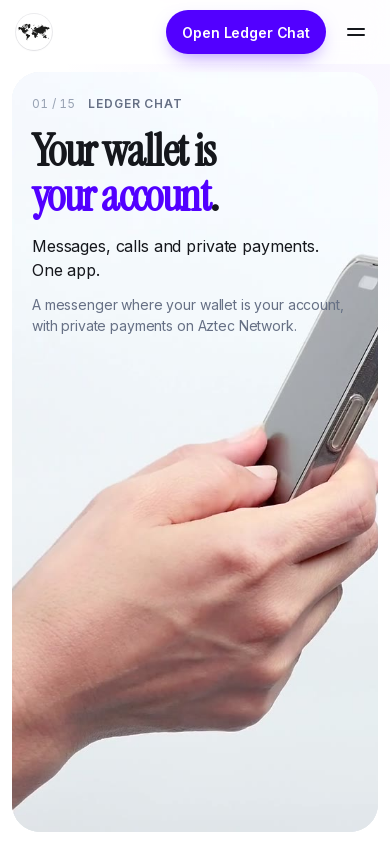 Open Ledger Chat
01 / 15 LEDGER CHAT
Your wallet is
your account.
Messages, calls and private payments.
One app.
A messenger where your wallet is your account,
with private payments on Aztec Network.